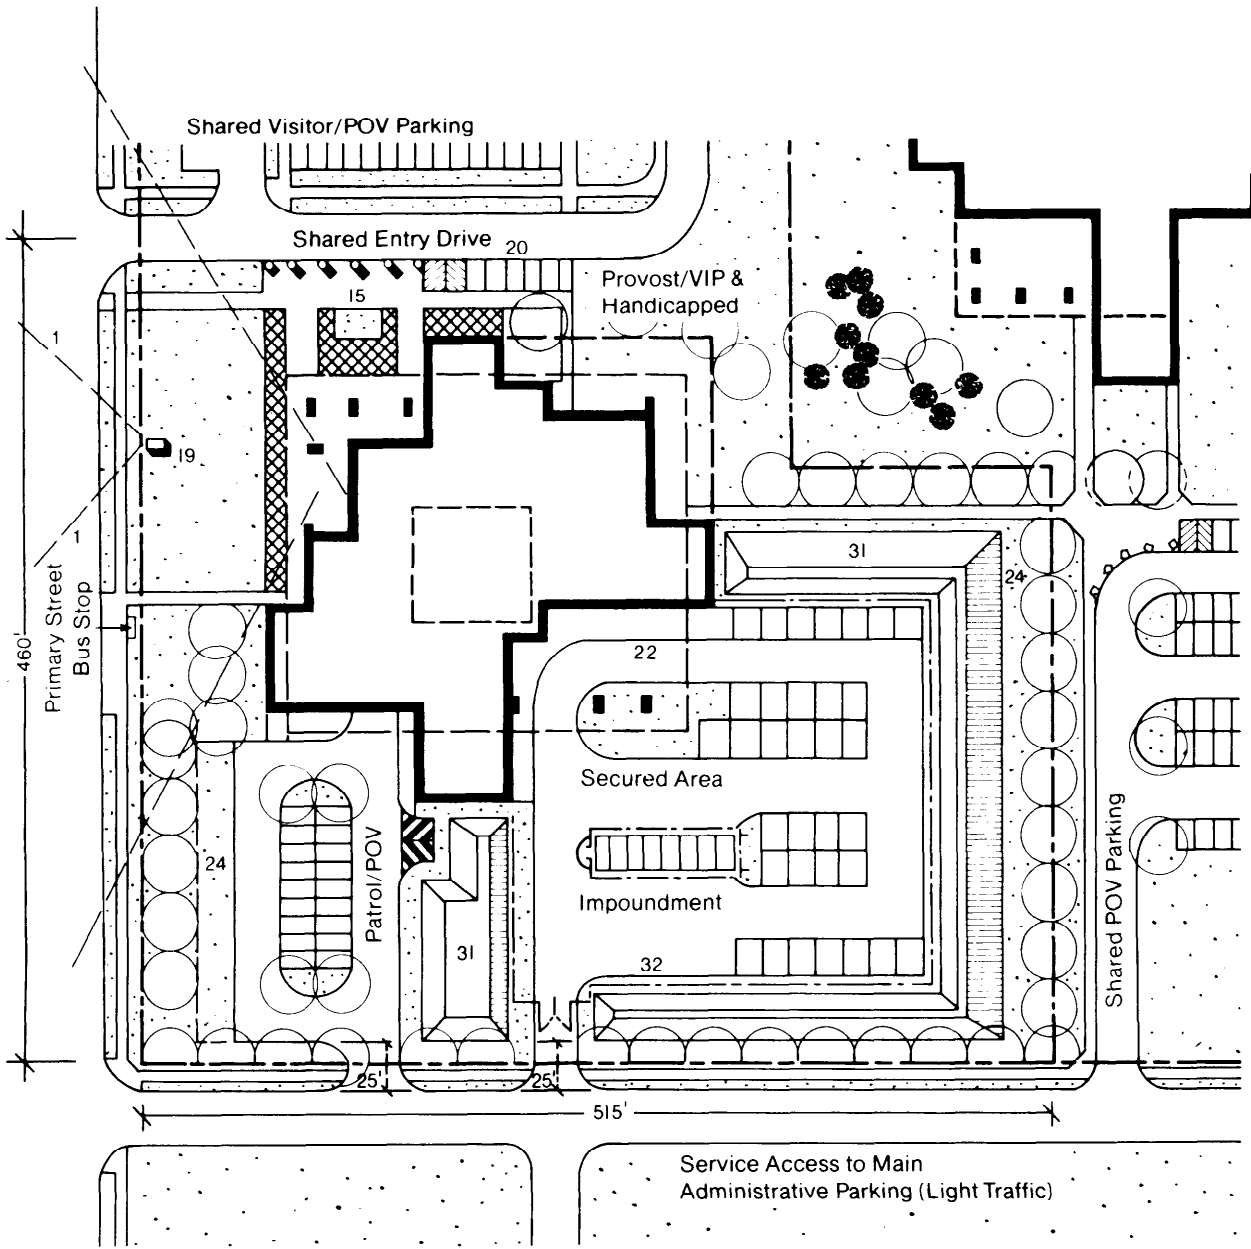 Shared Visitor/POV Parking
Shared Entry Drive
20
15
Provost/VIP &
Handicapped
1
19
1
Primary Street
Bus Stop
460'
31
24
22
Secured Area
24
Patrol/POV
Impoundment
31
32
Shared POV Parking
25'
25'
515'
Service Access to Main
Administrative Parking (Light Traffic)